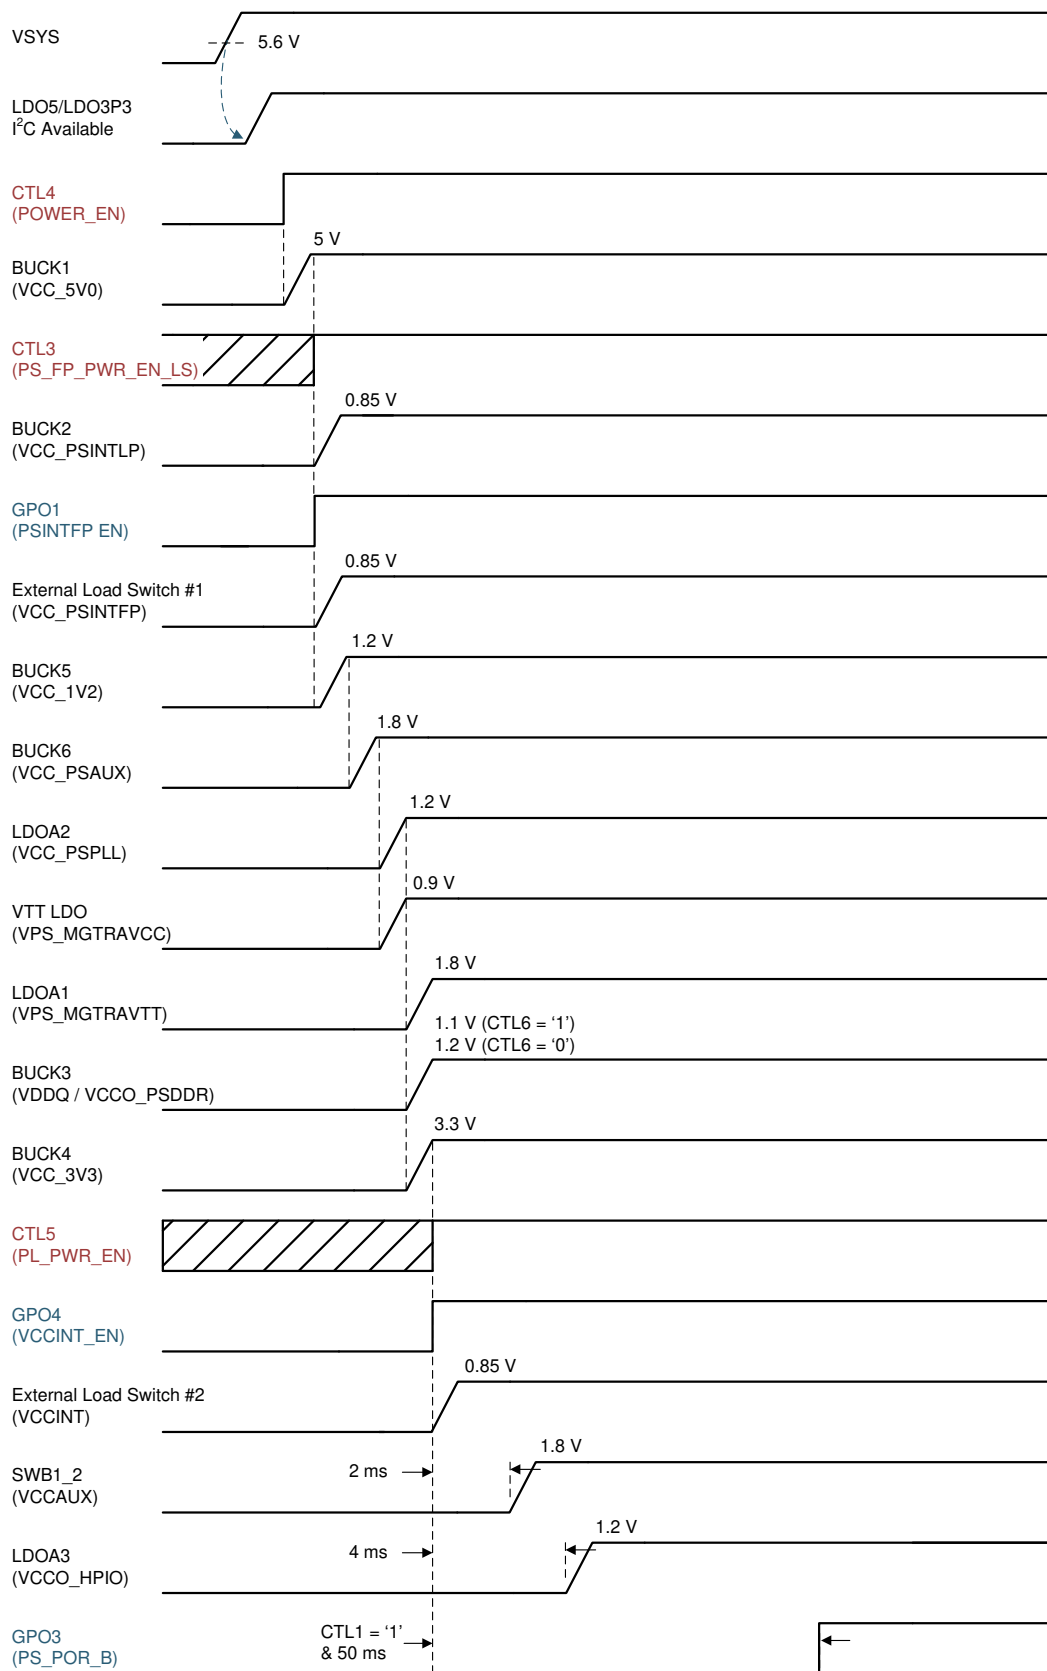 VSYS
5.6 V
LDO5/LDO3P3
I²C Available
CTL4
(POWER_EN)
5 V
BUCK1
(VCC_5V0)
CTL3
(PS_FP_PWR_EN_LS)
0.85 V
BUCK2
(VCC_PSINTLP)
GPO1
(PSINTFP EN)
0.85 V
External Load Switch #1
(VCC_PSINTFP)
1.2 V
BUCK5
(VCC_1V2)
1.8 V
BUCK6
(VCC_PSAUX)
1.2 V
LDOA2
(VCC_PSPLL)
0.9 V
VTT LDO
(VPS_MGTRAVCC)
1.8 V
LDOA1
(VPS_MGTRAVTT)
1.1 V (CTL6 = ‘1’)
1.2 V (CTL6 = ‘0’)
BUCK3
(VDDQ / VCCO_PSDDR)
3.3 V
BUCK4
(VCC_3V3)
CTL5
(PL_PWR_EN)
GPO4
(VCCINT_EN)
0.85 V
External Load Switch #2
(VCCINT)
1.8 V
2 ms
SWB1_2
(VCCAUX)
1.2 V
4 ms
LDOA3
(VCCO_HPIO)
CTL1 = ‘1’
& 50 ms
GPO3
(PS_POR_B)